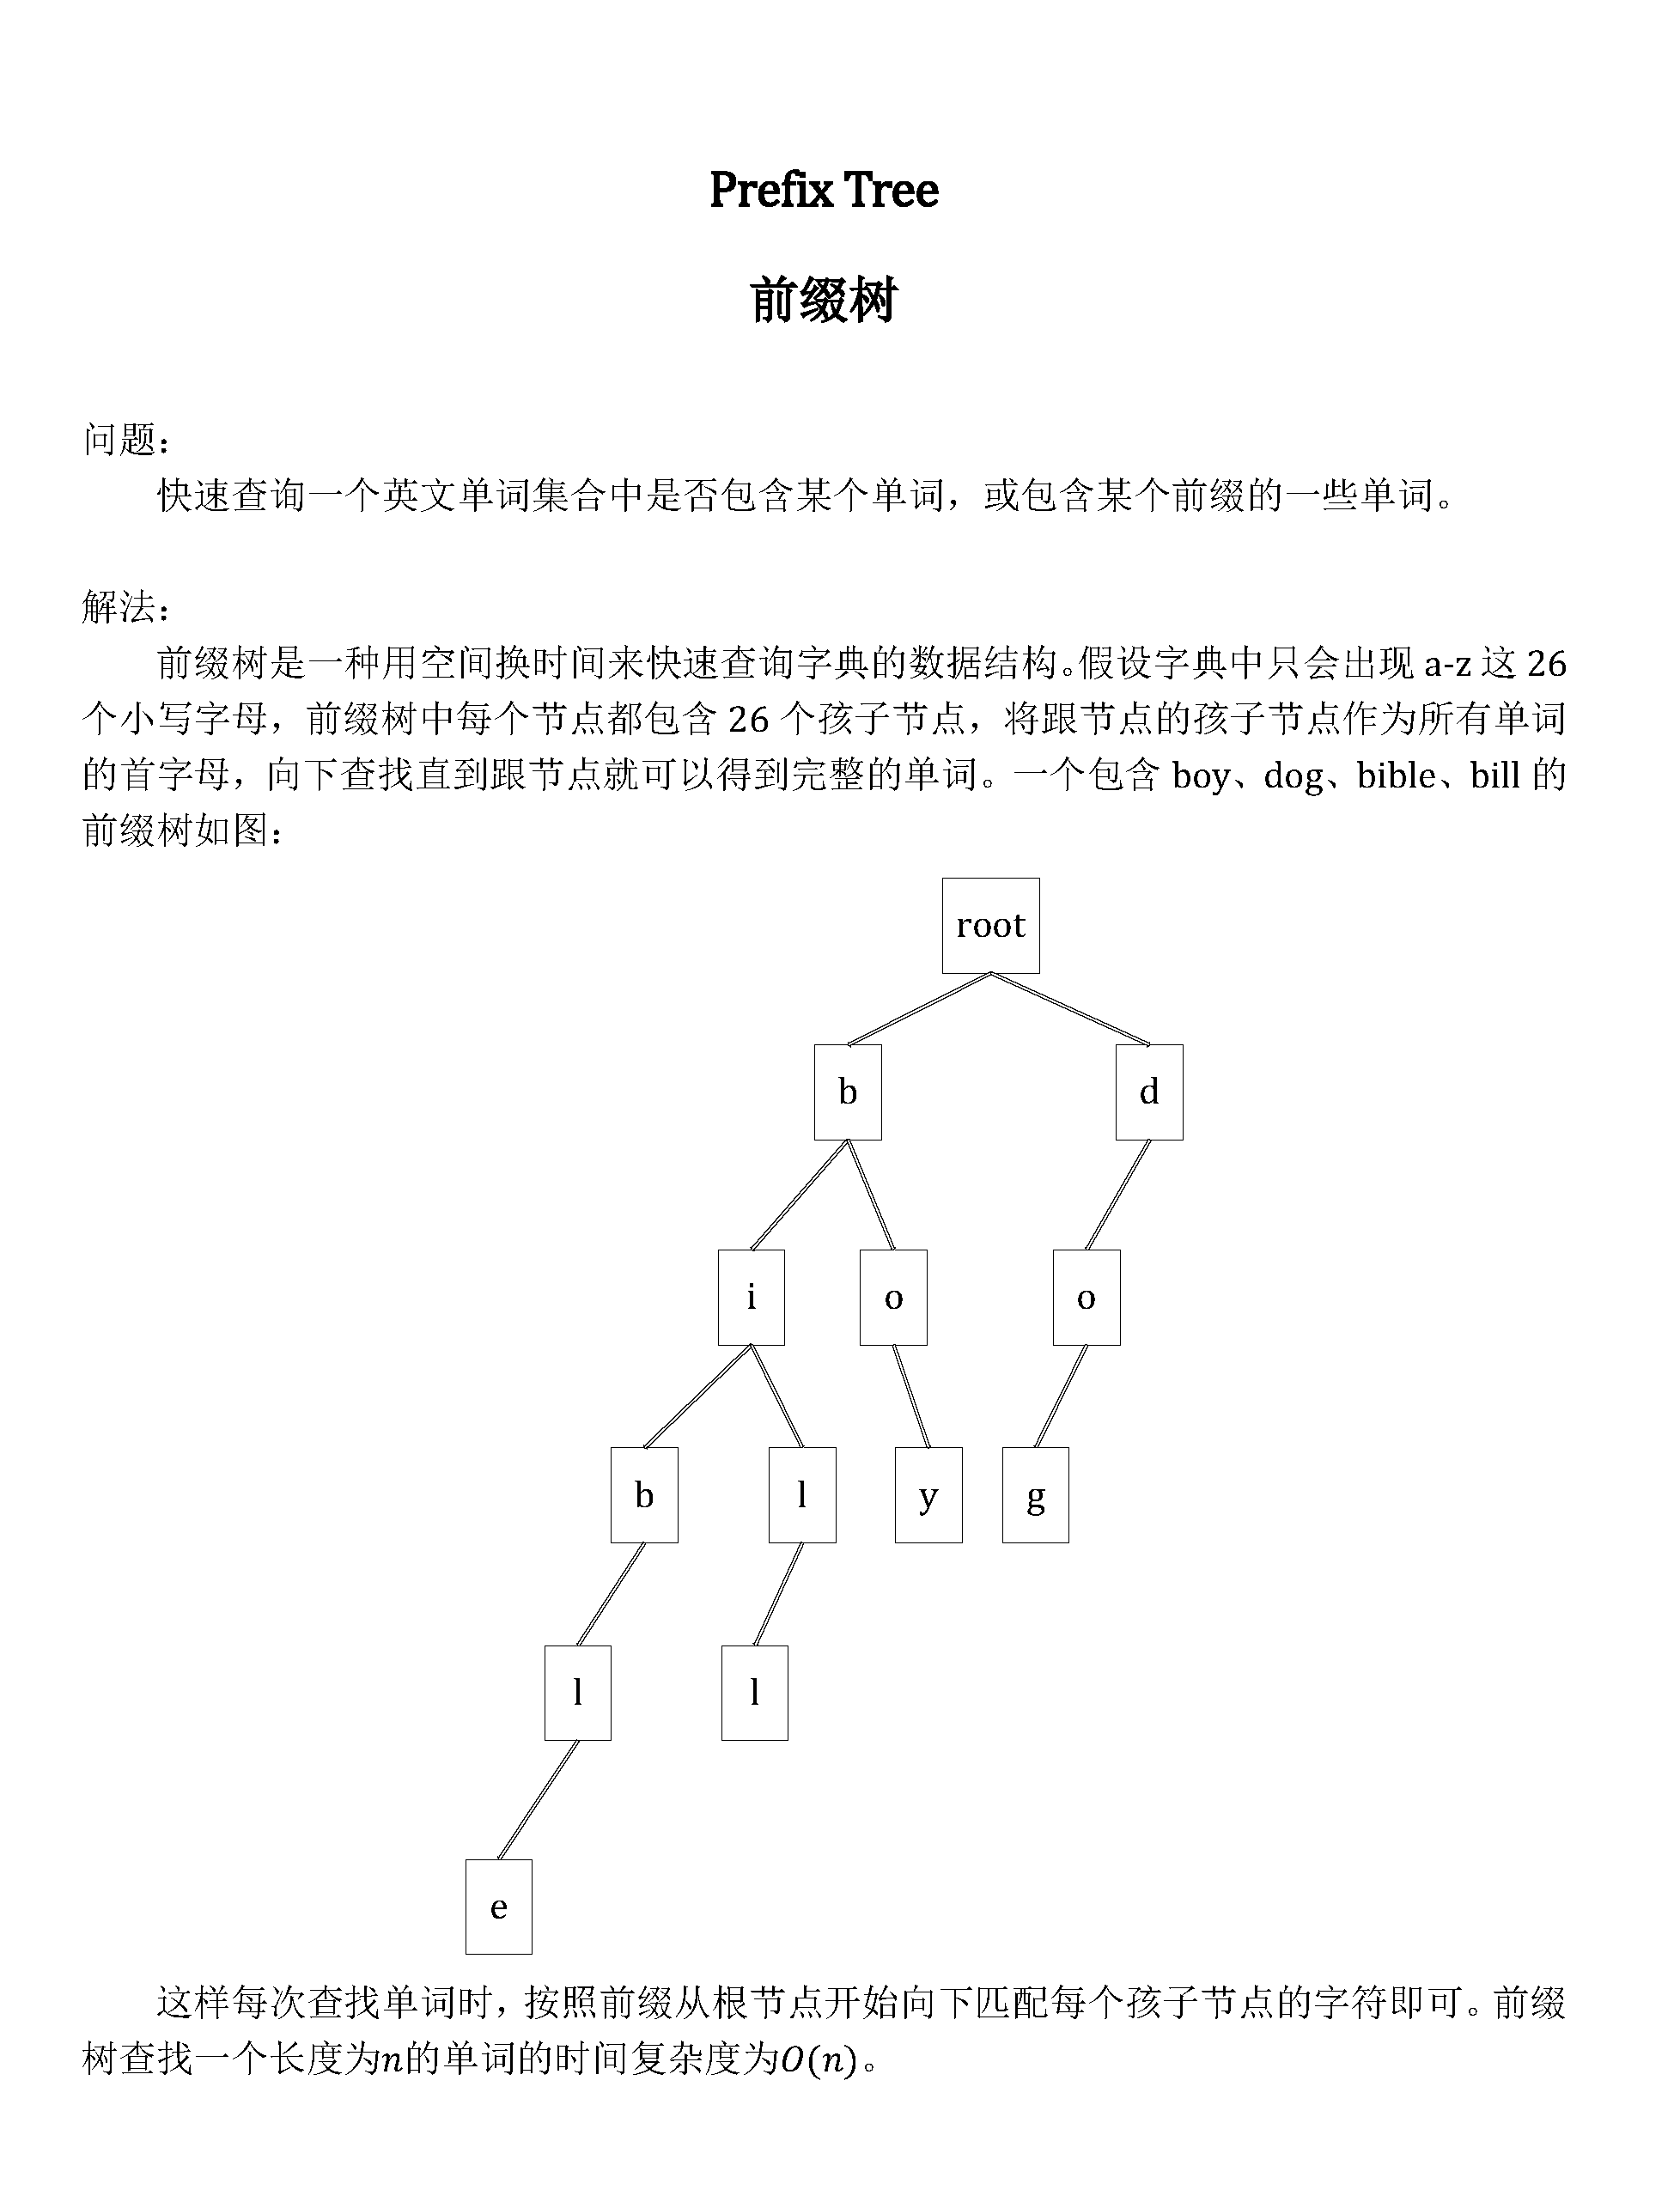 Prefix Tree
前缀树
问题：
快速查询一个英文单词集合中是否包含某个单词，或包含某个前缀的一些单词。
解法：
前缀树是一种用空间换时间来快速查询字典的数据结构。假设字典中只会出现 a-z 这 26
个小写字母，前缀树中每个节点都包含 26 个孩子节点，将跟节点的孩子节点作为所有单词
的首字母，向下查找直到跟节点就可以得到完整的单词。一个包含 boy、dog、bible、bill 的
前缀树如图：
root
b d
i o o
b l y g
l l
e
这样每次查找单词时，按照前缀从根节点开始向下匹配每个孩子节点的字符即可。前缀
树查找一个长度为n的单词的时间复杂度为O(n)。